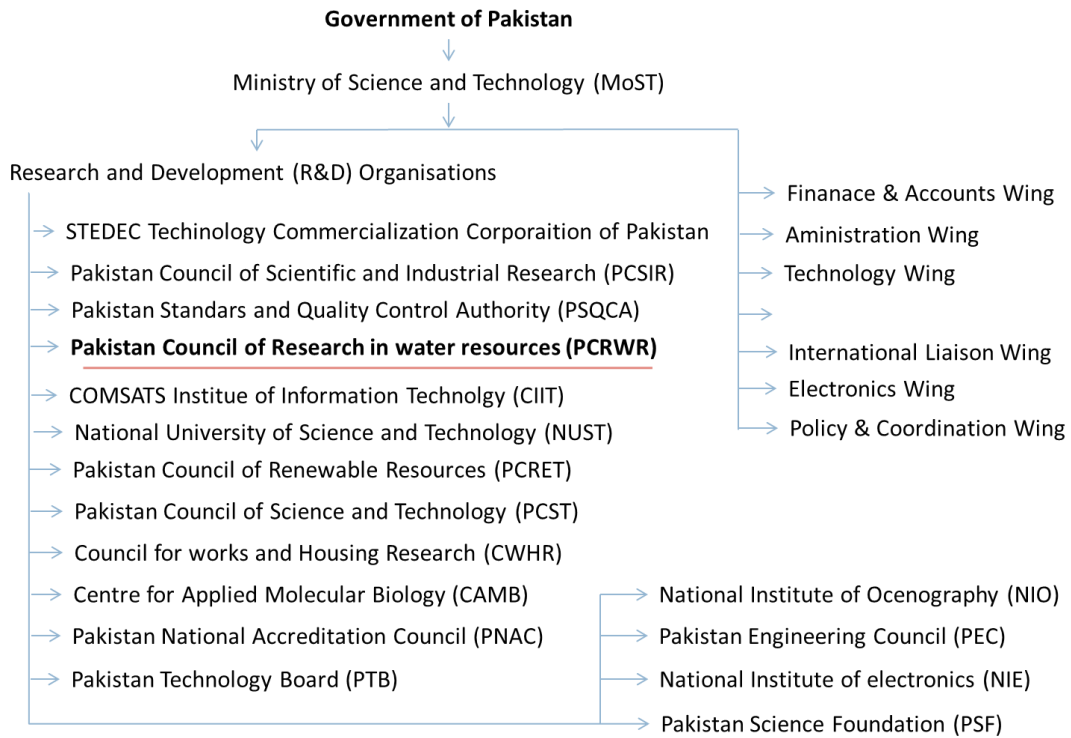 Government of Pakistan
Ministry of Science and Technology (MoST)
Research and Development (R&D) Organisations
STEDEC Techinology Commercialization Corporaition of Pakistan
Pakistan Council of Scientific and Industrial Research (PCSIR)
Pakistan Standars and Quality Control Authority (PSQCA)
Pakistan Council of Research in water resources (PCRWR)
COMSATS Institue of Information Technolgy (CIIT)
National University of Science and Technology (NUST)
Pakistan Council of Renewable Resources (PCRET)
Pakistan Council of Science and Technology (PCST)
Council for works and Housing Research (CWHR)
Centre for Applied Molecular Biology (CAMB)
Pakistan National Accreditation Council (PNAC)
Pakistan Technology Board (PTB)
National Institute of Ocenography (NIO)
Pakistan Engineering Council (PEC)
National Institute of electronics (NIE)
Pakistan Science Foundation (PSF)
Finanace & Accounts Wing
Aministration Wing
Technology Wing
International Liaison Wing
Electronics Wing
Policy & Coordination Wing